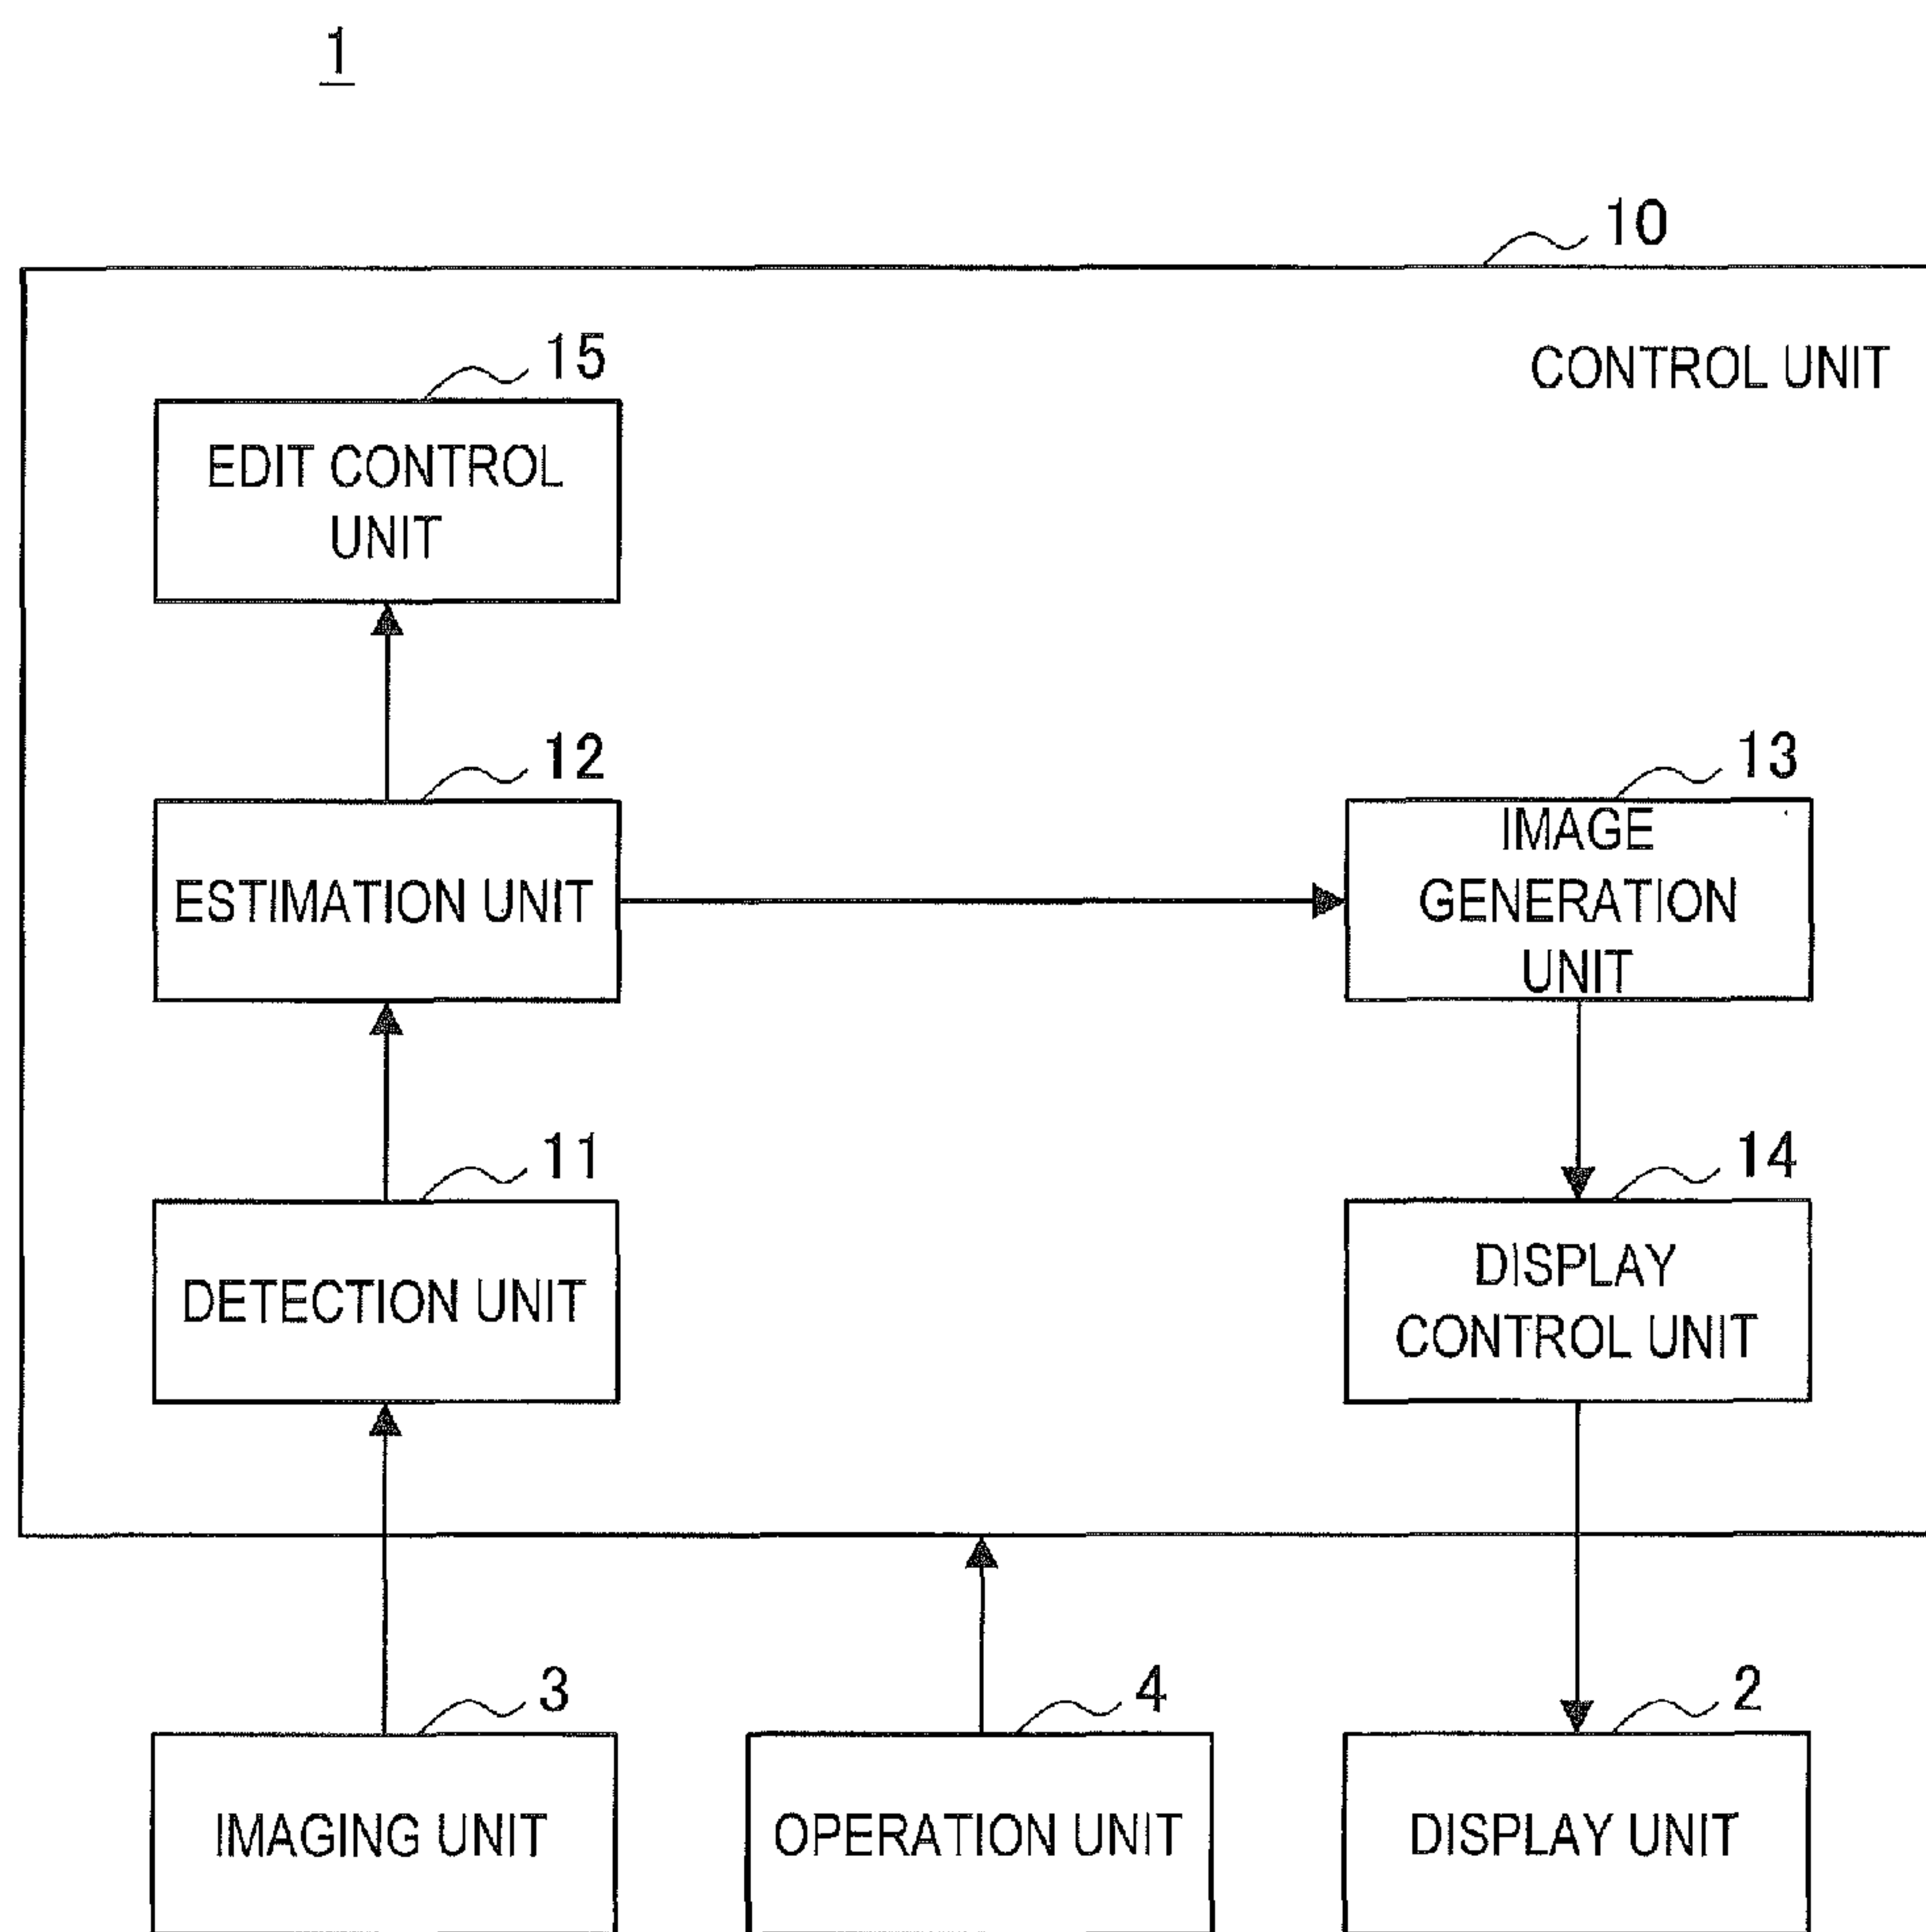 1
10
CONTROL UNIT
15
EDIT CONTROL
UNIT
12
ESTIMATION UNIT
13
IMAGE
GENERATION
UNIT
11
DETECTION UNIT
14
DISPLAY
CONTROL UNIT
3
IMAGING UNIT
4
OPERATION UNIT
2
DISPLAY UNIT